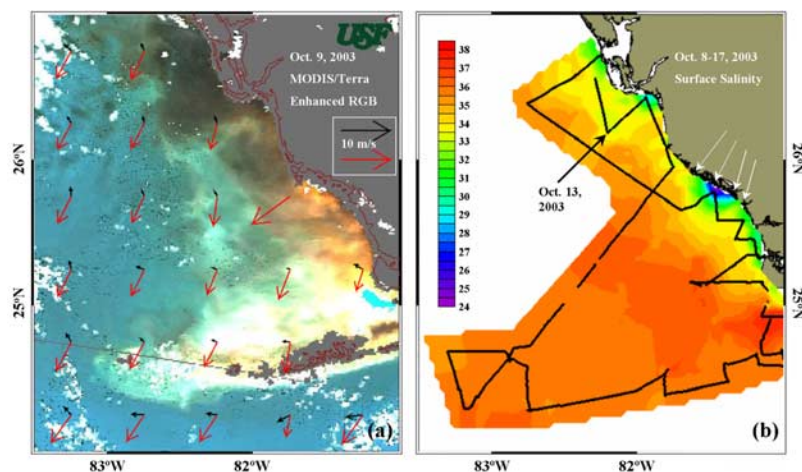 USF
Oct. 9, 2003
MODIS/Terra
Enhanced RGB
10 m/s
26°N
25°N
83°W
82°W
(a)
38
37
36
35
34
33
32
31
30
29
28
27
26
25
24
Oct. 8-17, 2003
Surface Salinity
Oct. 13,
2003
26°N
25°N
83°W
82°W
(b)